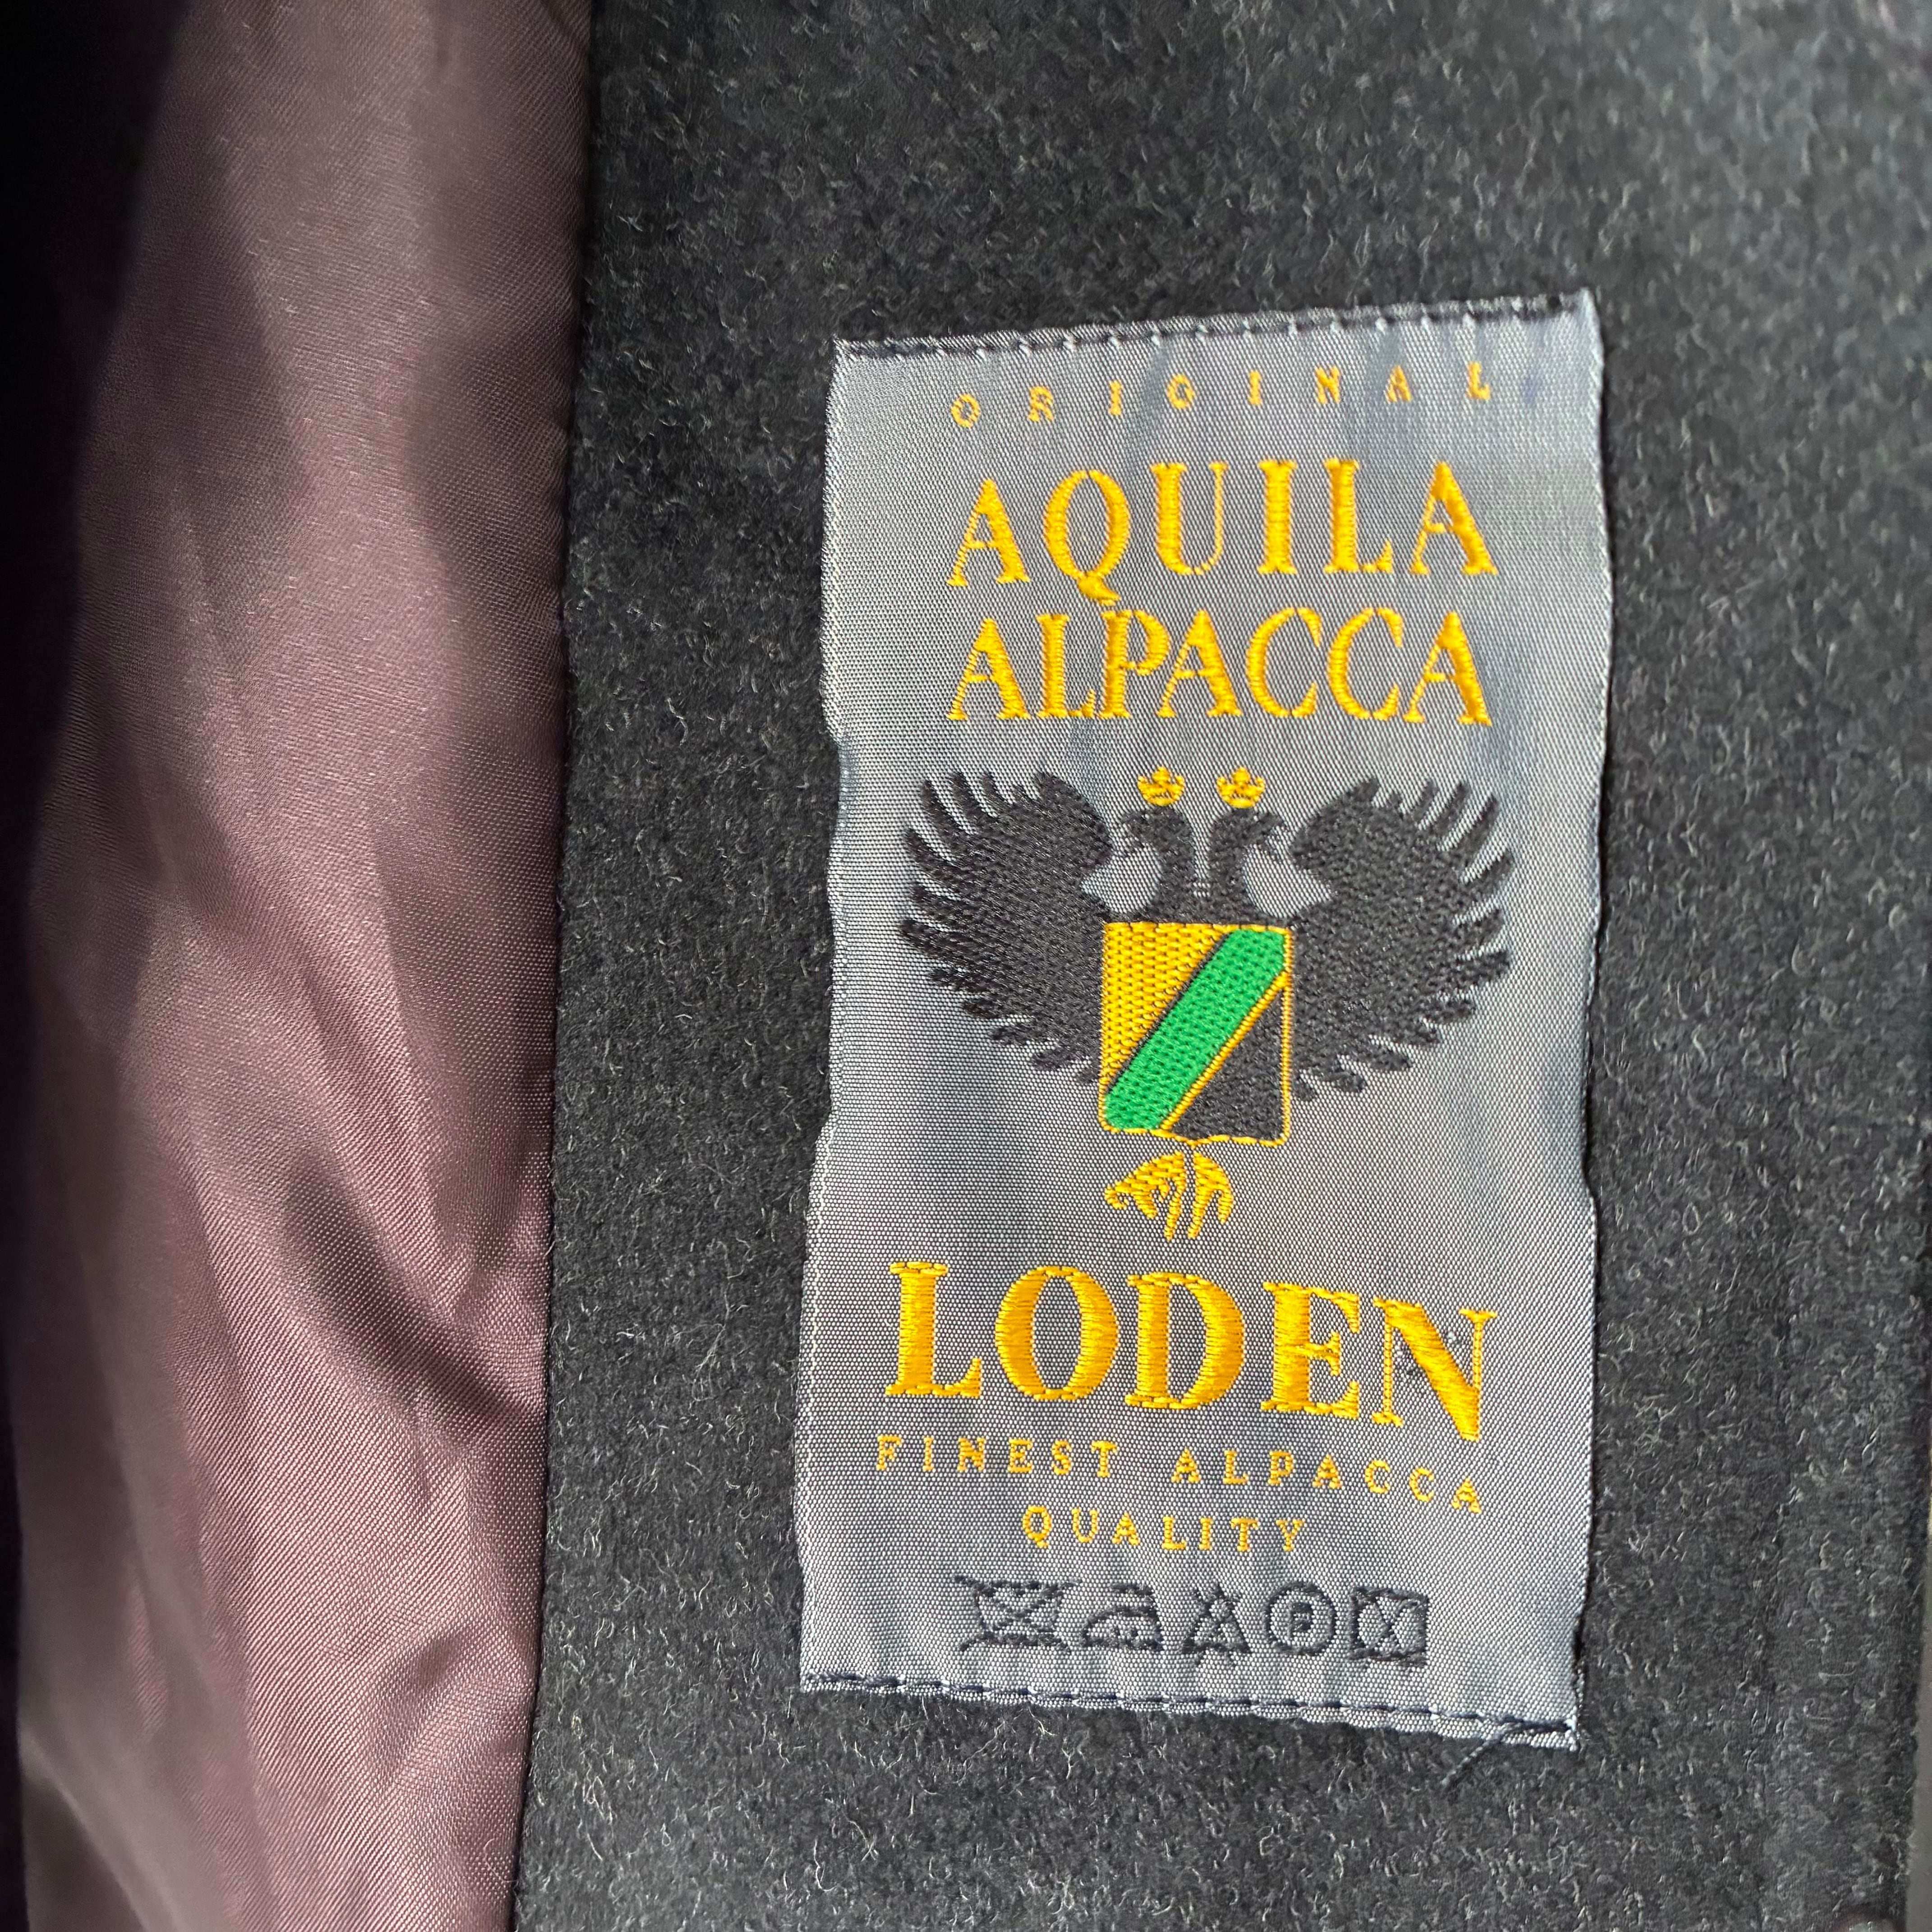 ORIGINAL
AQUILA
ALPACCA
LODEN
FINEST ALPACCA
QUALITY
P